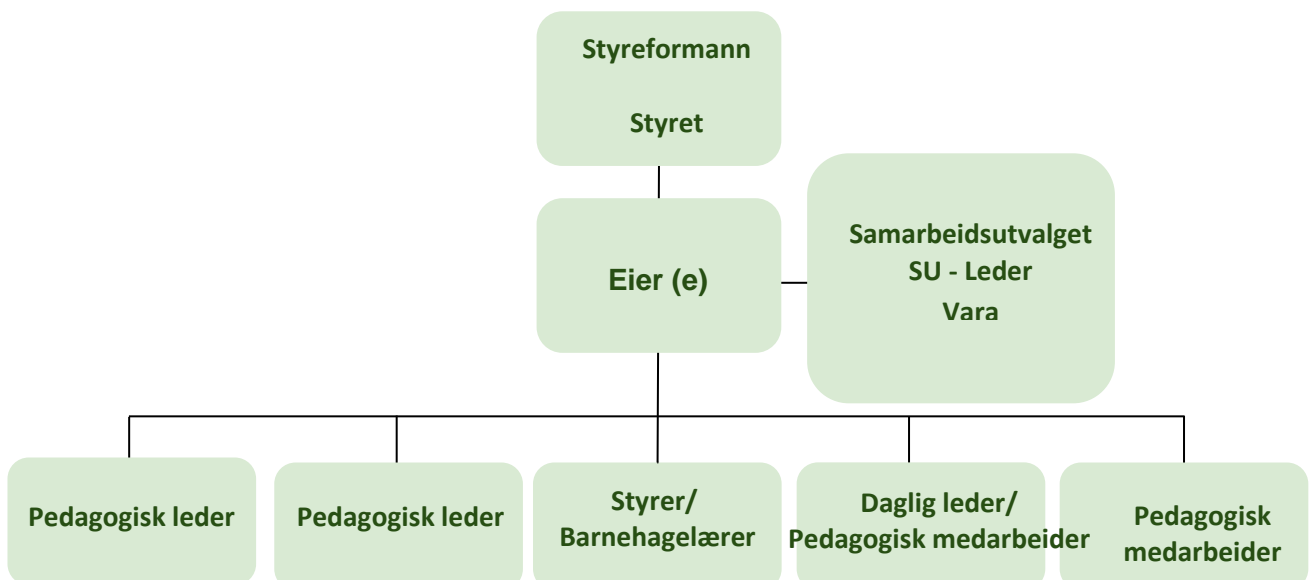 Styreformann
Styret
Eier (e)
Samarbeidsutvalget
SU - Leder
Vara
Pedagogisk leder
Pedagogisk leder
Styrer/
Barnehagelærer
Daglig leder/
Pedagogisk medarbeider
Pedagogisk
medarbeider